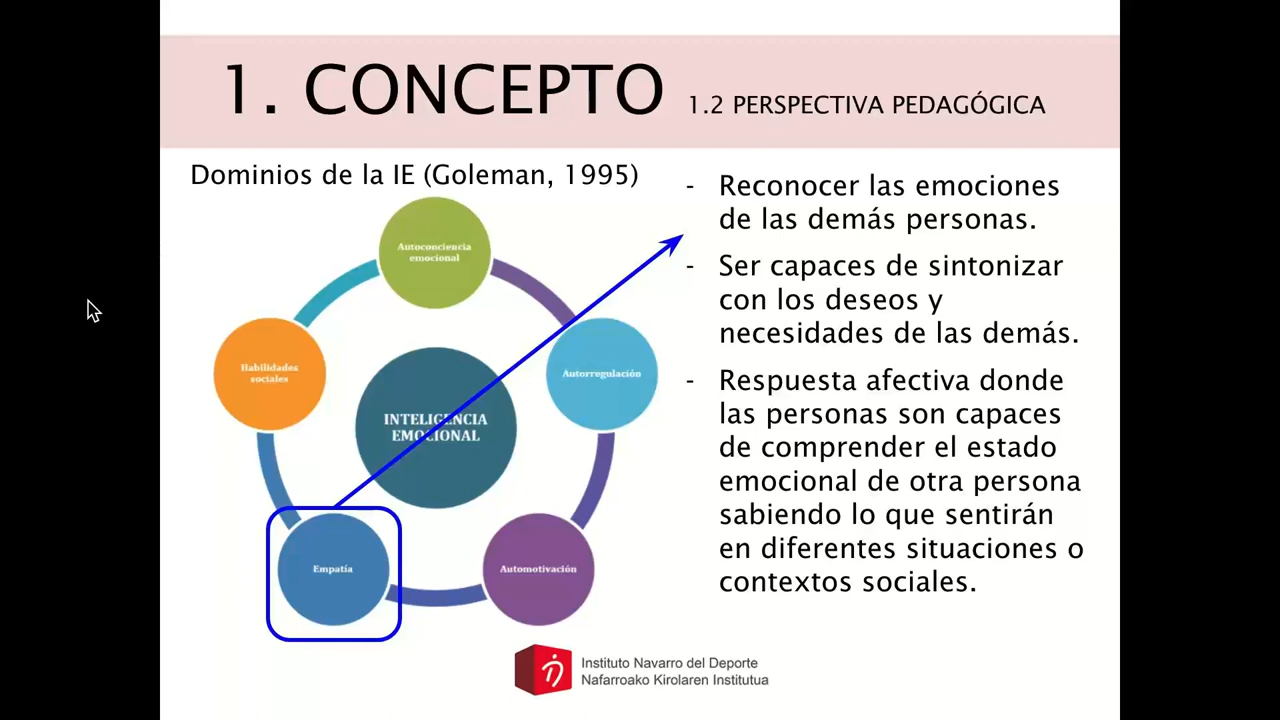 1. CONCEPTO 1.2 PERSPECTIVA PEDAGÓGICA
Dominios de la IE (Goleman, 1995)
Autoconciencia
emocional
Habilidades
sociales
Autorregulación
INTELIGENCIA
EMOCIONAL
Empatía
Automotivación
- Reconocer las emociones
de las demás personas.
- Ser capaces de sintonizar
con los deseos y
necesidades de las demás.
- Respuesta afectiva donde
las personas son capaces
de comprender el estado
emocional de otra persona
sabiendo lo que sentirán
en diferentes situaciones o
contextos sociales.
Instituto Navarro del Deporte
Nafarroako Kirolaren Institutua